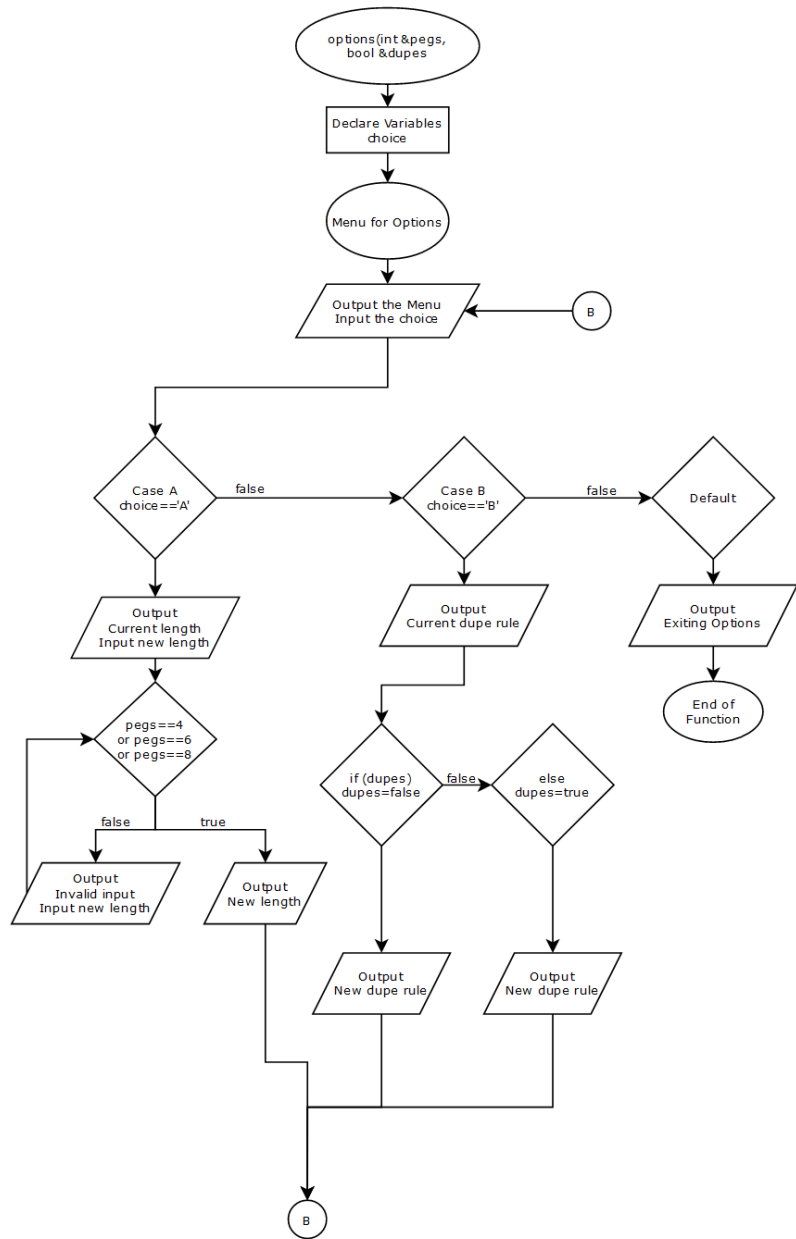 options(int &pegs,
bool &dupes
Declare Variables
choice
Menu for Options
Output the Menu
Input the choice
B
Case A
choice=='A'
false
Case B
choice=='B'
false
Default
Output
Current length
Input new length
Output
Current dupe rule
Output
Exiting Options
pegs==4
or pegs==6
or pegs==8
if (dupes)
dupes=false
false
else
dupes=true
End of
Function
false
true
Output
Invalid input
Input new length
Output
New length
Output
New dupe rule
Output
New dupe rule
B